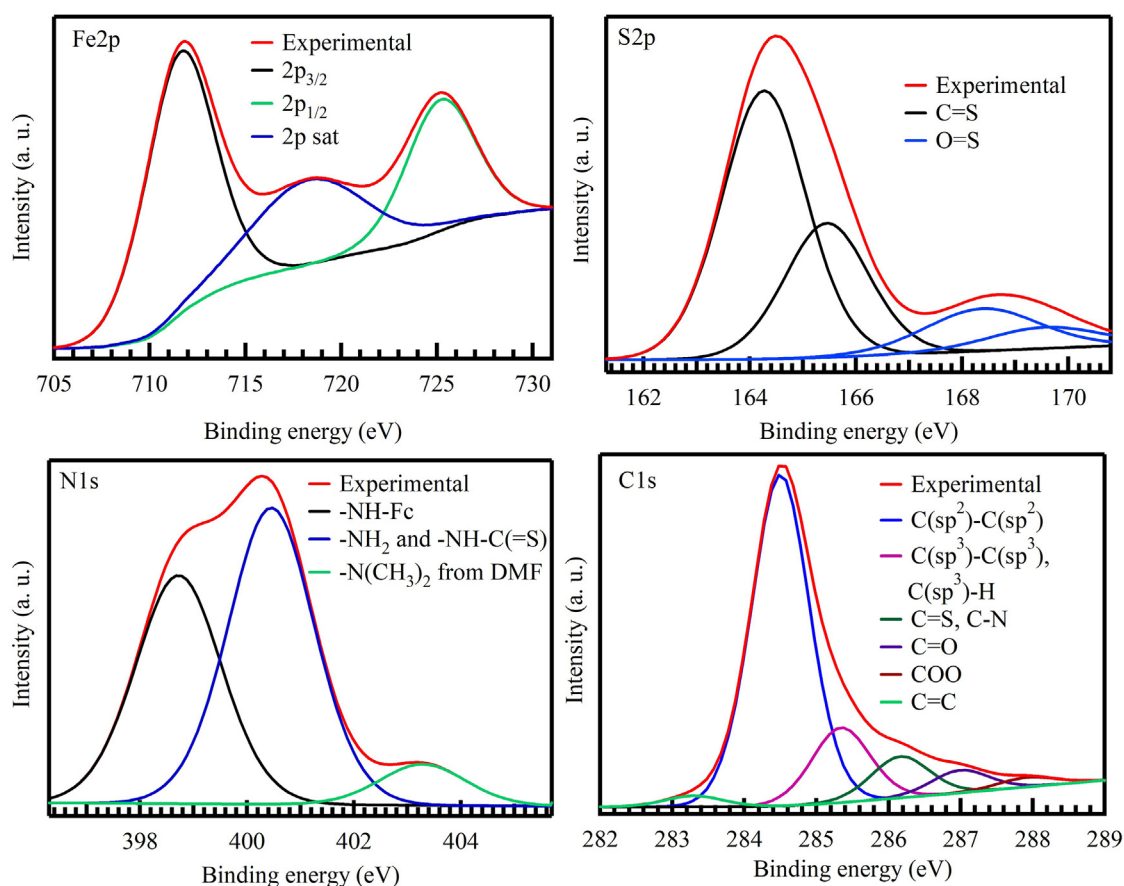 Fe2p
Experimental
2p3/2
2p1/2
2p sat
Intensity (a. u.)
705 710 715 720 725 730
Binding energy (eV)
S2p
Experimental
C=S
O=S
Intensity (a. u.)
162 164 166 168 170
Binding energy (eV)
N1s
Experimental
-NH-Fc
-NH2 and -NH-C(=S)
-N(CH3)2 from DMF
Intensity (a. u.)
398 400 402 404
Binding energy (eV)
C1s
Experimental
C(sp2)-C(sp2)
C(sp3)-C(sp3),
C(sp3)-H
C=S, C-N
C=O
COO
C=C
Intensity (a. u.)
282 283 284 285 286 287 288 289
Binding energy (eV)